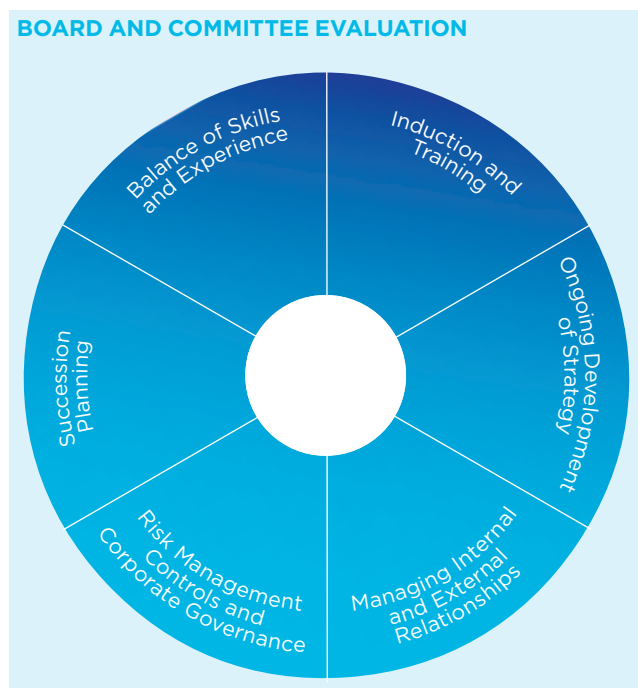 BOARD AND COMMITTEE EVALUATION
Induction and
Training
Ongoing Development
of Strategy
Managing Internal
and External
Relationships
Risk Management
Controls and
Corporate Governance
Succession
Planning
Balance of Skills
and Experience